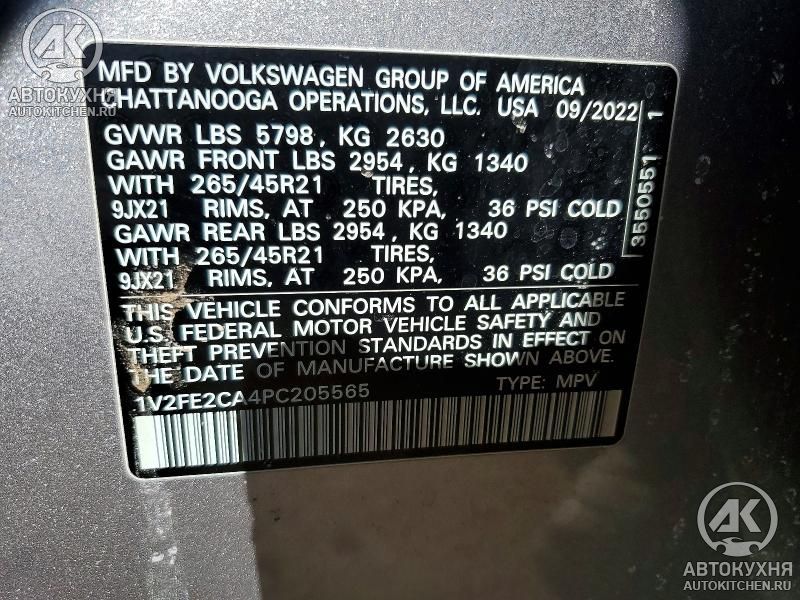 АК
АВТОКУХНЯ
AUTOKITCHEN.RU
MFD BY VOLKSWAGEN GROUP OF AMERICA
CHATTANOOGA OPERATIONS, LLC. USA 09/2022
GVWR LBS 5798, KG 2630
GAWR FRONT LBS 2954, KG 1340
WITH 265/45R21 TIRES,
9JX21 RIMS, AT 250 KPA, 36 PSI COLD
GAWR REAR LBS 2954, KG 1340
WITH 265/45R21 TIRES,
9JX21 RIMS, AT 250 KPA, 36 PSI COLD
3550551 1
THIS VEHICLE CONFORMS TO ALL APPLICABLE
U.S. FEDERAL MOTOR VEHICLE SAFETY AND
THEFT PREVENTION STANDARDS IN EFFECT ON
THE DATE OF MANUFACTURE SHOWN ABOVE.
1V2FE2CA4PC205565 TYPE: MPV
АК
АВТОКУХНЯ
AUTOKITCHEN.RU